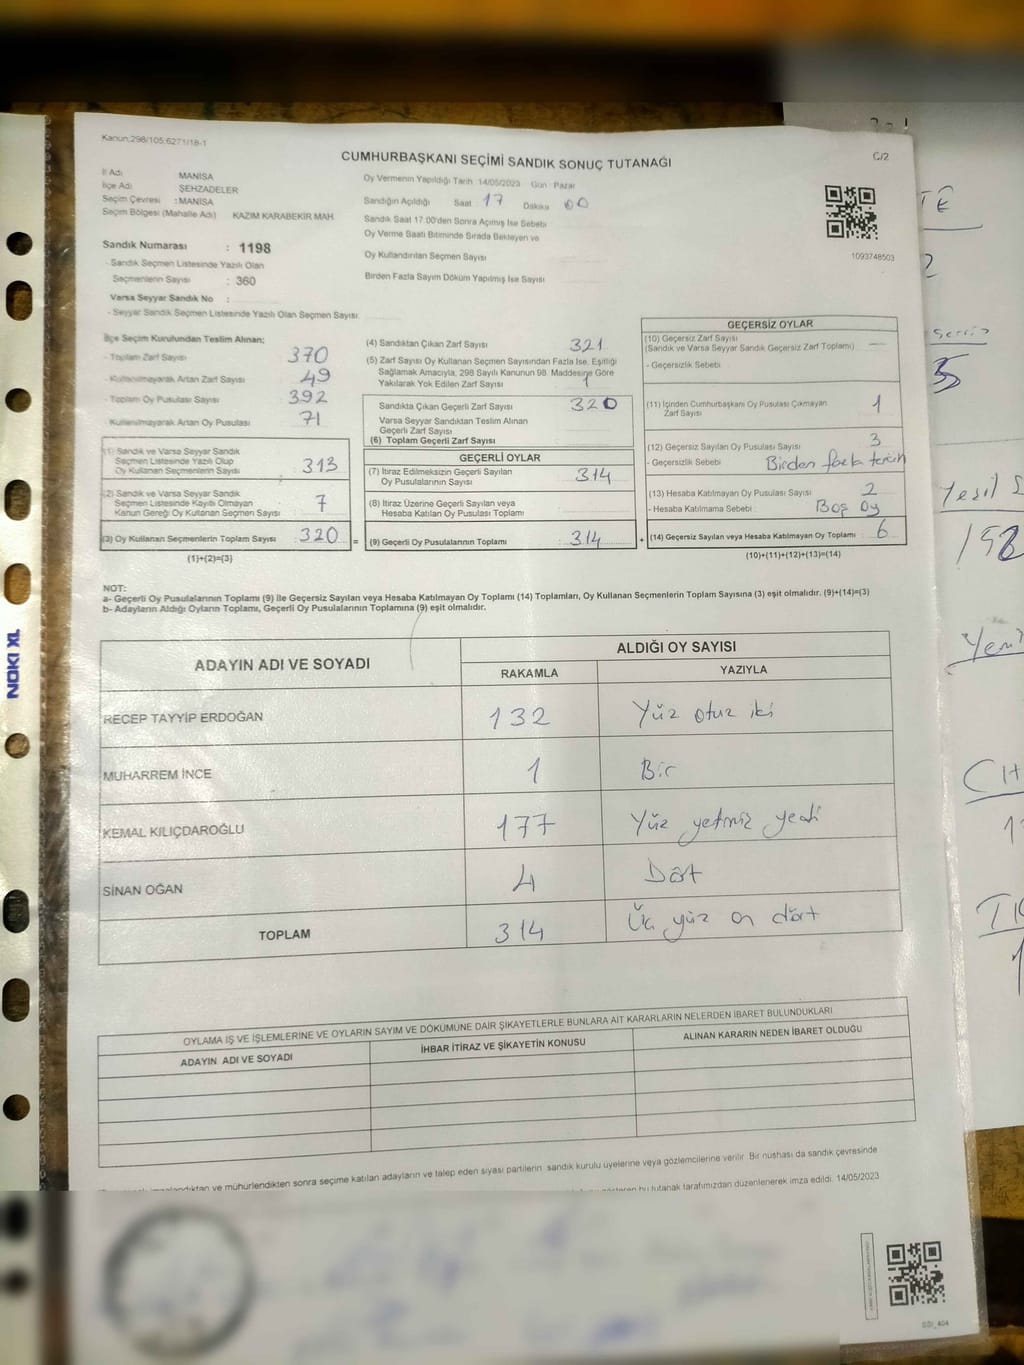 Kanun:298/105:6271/18-1
CUMHURBAŞKANI SEÇİMİ SANDIK SONUÇ TUTANAĞI
C/2
İl Adı MANİSA
İlçe Adı ŞEHZADELER
Seçim Çevresi : MANİSA
Seçim Bölgesi (Mahalle Adı) KAZIM KARABEKİR MAH.
Oy Vermenin Yapıldığı Tarih 14/05/2023 Gün Pazar
Sandığın Açıldığı Saat 17 Dakika 00
Sandık Saat 17.00'den Sonra Açımış İse Sebebi
Oy Verme Saati Bitiminde Sırada Bekleyen ve
Oy Kullandırılan Seçmen Sayısı
Birden Fazla Sayım Döküm Yapılmış İse Sayısı
1093748503
Sandık Numarası : 1198
- Sandık Seçmen Listesinde Yazılı Olan
Seçmenlerin Sayısı : 360
Varsa Seyyar Sandık No :
- Seyyar Sandık Seçmen Listesinde Yazılı Olan Seçmen Sayısı:
İlçe Seçim Kurulundan Teslim Alınan;
- Toplam Zarf Sayısı 370
- Kullanılmayarak Artan Zarf Sayısı 49
- Toplam Oy Pusulası Sayısı 392
- Kullanılmayarak Artan Oy Pusulası 71
(1) Sandık ve Varsa Seyyar Sandık
Seçmen Listesinde Yazılı Olup
Oy Kullanan Seçmenlerin Sayısı : 313
(2) Sandık ve Varsa Seyyar Sandık
Seçmen Listesinde Kayıtlı Olmayan
Kanun Gereği Oy Kullanan Seçmen Sayısı : 7
(3) Oy Kullanan Seçmenlerin Toplam Sayısı : 320 =
(1)+(2)=(3)
(4) Sandıktan Çıkan Zarf Sayısı 321
(5) Zarf Sayısı Oy Kullanan Seçmen Sayısından Fazla İse, Eşitliği
Sağlamak Amacıyla, 298 Sayılı Kanunun 98. Maddesine Göre
Yakılarak Yok Edilen Zarf Sayısı 1
Sandıkta Çıkan Geçerli Zarf Sayısı 320
Varsa Seyyar Sandıktan Teslim Alınan
Geçerli Zarf Sayısı
(6) Toplam Geçerli Zarf Sayısı
GEÇERLİ OYLAR
(7) İtiraz Edilmeksizin Geçerli Sayılan
Oy Pusulalarının Sayısı : 314
(8) İtiraz Üzerine Geçerli Sayılan veya
Hesaba Katılan Oy Pusulası Toplamı
(9) Geçerli Oy Pusulalarının Toplamı : 314 +
GEÇERSİZ OYLAR
(10) Geçersiz Zarf Sayısı
(Sandık ve Varsa Seyyar Sandık Geçersiz Zarf Toplamı) —
- Geçersizlik Sebebi
(11) İçinden Cumhurbaşkanı Oy Pusulası Çıkmayan
Zarf Sayısı 1
(12) Geçersiz Sayılan Oy Pusulası Sayısı 3
- Geçersizlik Sebebi Birden fazla tercih
(13) Hesaba Katılmayan Oy Pusulası Sayısı 2
- Hesaba Katılmama Sebebi : Boş Oy
(14) Geçersiz Sayılan veya Hesaba Katılmayan Oy Toplamı 6
(10)+(11)+(12)+(13)=(14)
NOT:
a- Geçerli Oy Pusulasının Toplamı (9) ile Geçersiz Sayılan veya Hesaba Katılmayan Oy Toplamı (14) Toplamları, Oy Kullanan Seçmenlerin Toplam Sayısına (3) eşit olmalıdır. (9)+(14)=(3)
b- Adayların Aldığı Oyların Toplamı, Geçerli Oy Pusulalarının Toplamına (9) eşit olmalıdır.
ADAYIN ADI VE SOYADI
ALDIĞI OY SAYISI
RAKAMLA YAZIYLA
RECEP TAYYİP ERDOĞAN 132 Yüz otuz iki
MUHARREM İNCE 1 Bir
KEMAL KILIÇDAROĞLU 177 Yüz yetmiş yedi
SİNAN OĞAN 4 Dört
TOPLAM 314 Üç yüz on dört
OYLAMA İŞ VE İŞLEMLERİNE VE OYLARIN SAYIM VE DÖKÜMÜNE DAİR ŞİKAYETLERLE BUNLARA AİT KARARLARIN NELERDEN İBARET BULUNDUKLARI
ADAYIN ADI VE SOYADI İHBAR İTİRAZ VE ŞİKAYETİN KONUSU ALINAN KARARIN NEDEN İBARET OLDUĞU
mühürlendikten sonra seçime katılan adayların ve talep eden siyasi partilerin sandık kurulu üyelerine veya gözlemcilerine verilir. Bir nüshası da sandık çevresinde
bu tutanak tarafımızdan düzenlenerek imza edildi. 14/05/2023
NOKI XL
Yeşil